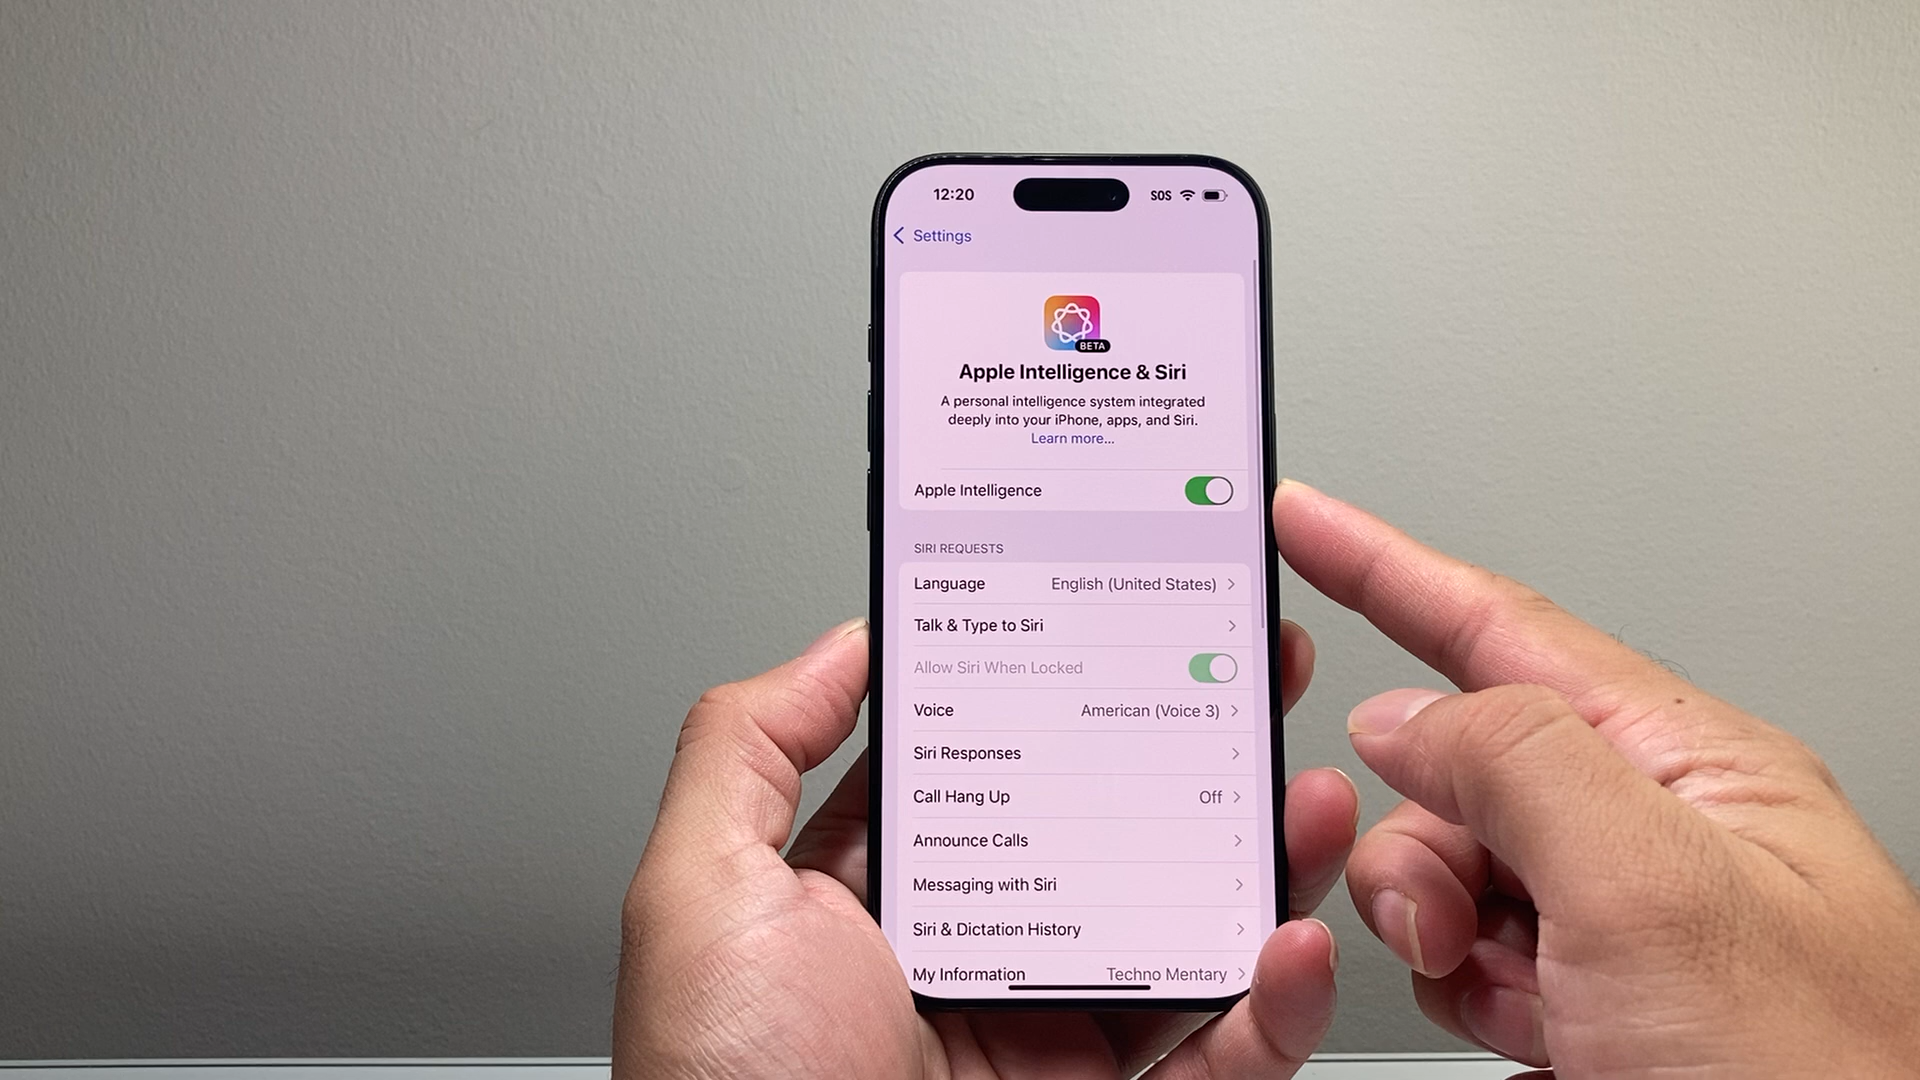 12:20 SOS
Settings
BETA
Apple Intelligence & Siri
A personal intelligence system integrated
deeply into your iPhone, apps, and Siri.
Learn more...
Apple Intelligence
SIRI REQUESTS
Language English (United States)
Talk & Type to Siri
Allow Siri When Locked
Voice American (Voice 3)
Siri Responses
Call Hang Up Off
Announce Calls
Messaging with Siri
Siri & Dictation History
My Information Techno Mentary